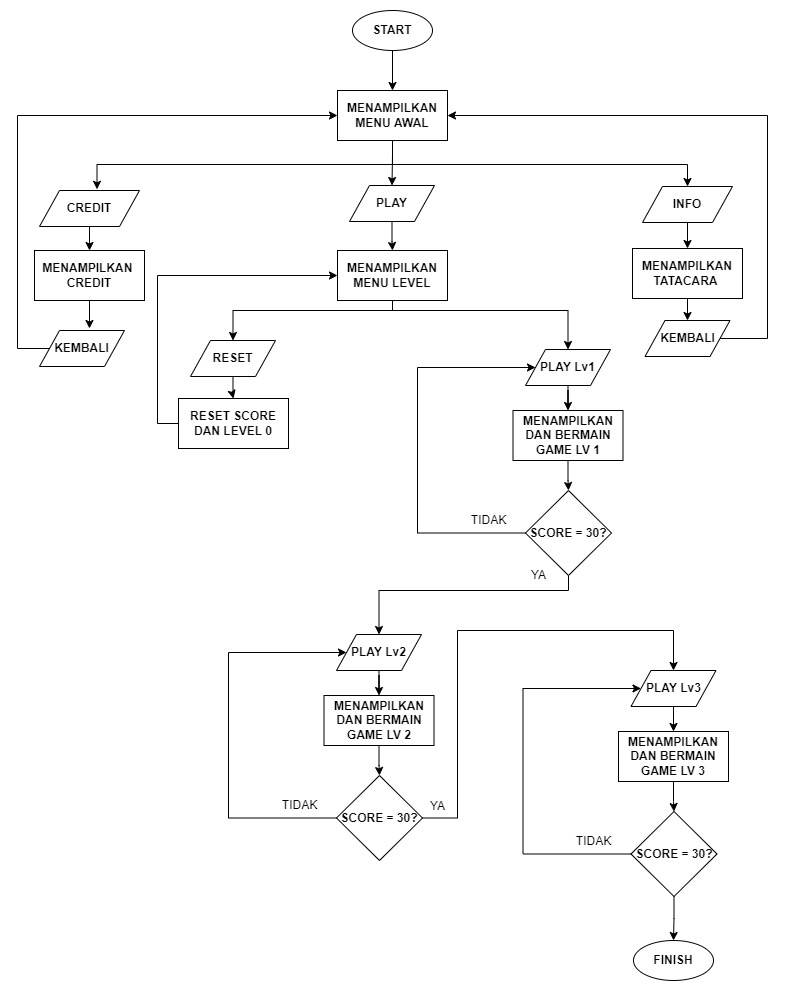 START
MENAMPILKAN
MENU AWAL
CREDIT
PLAY
INFO
MENAMPILKAN
CREDIT
MENAMPILKAN
MENU LEVEL
MENAMPILKAN
TATACARA
KEMBALI
RESET
PLAY Lv1
KEMBALI
RESET SCORE
DAN LEVEL 0
MENAMPILKAN
DAN BERMAIN
GAME LV 1
TIDAK
SCORE = 30?
YA
PLAY Lv2
MENAMPILKAN
DAN BERMAIN
GAME LV 2
TIDAK
SCORE = 30?
YA
PLAY Lv3
MENAMPILKAN
DAN BERMAIN
GAME LV 3
TIDAK
SCORE = 30?
FINISH